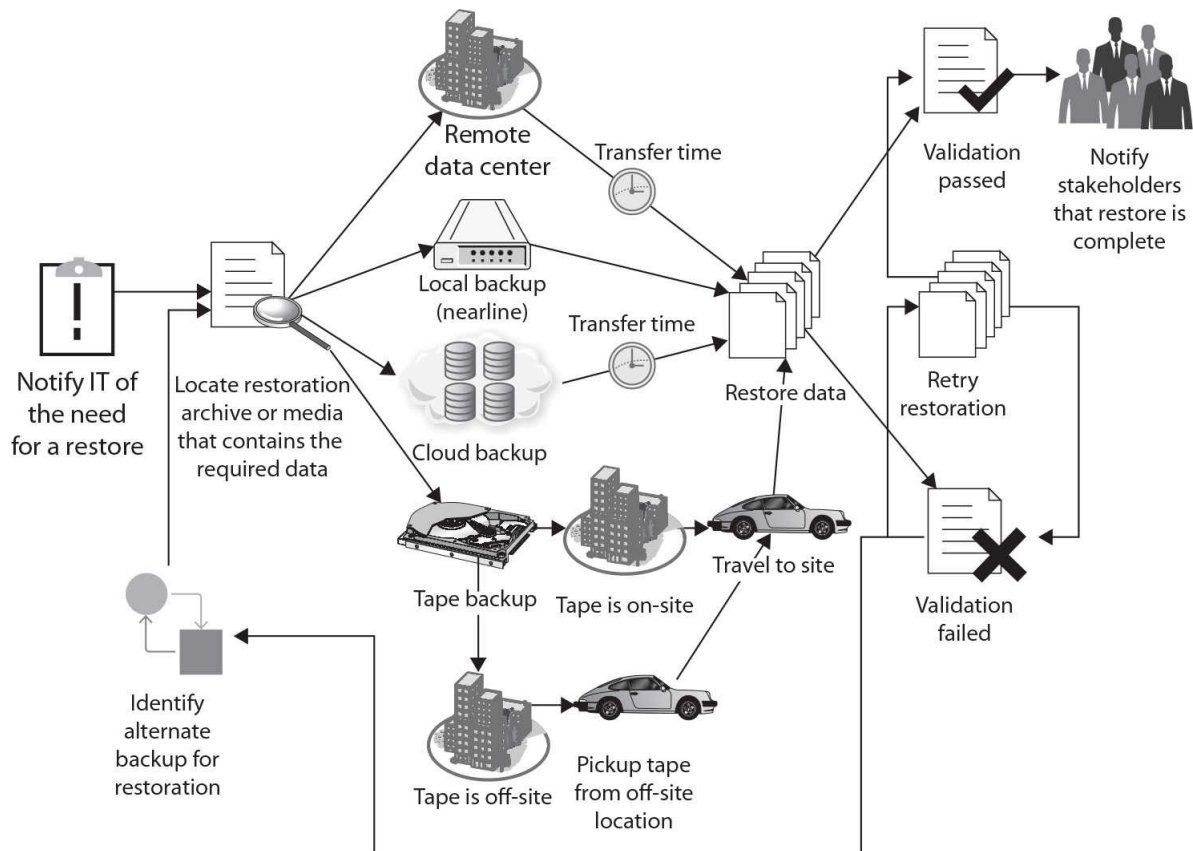 Remote
data center
Transfer time
Validation
passed
Notify
stakeholders
that restore is
complete
Local backup
(nearline)
Transfer time
Notify IT of
the need
for a restore
Locate restoration
archive or media
that contains the
required data
Cloud backup
Restore data
Retry
restoration
Tape backup
Tape is on-site
Travel to site
Validation
failed
Identify
alternate
backup for
restoration
Tape is off-site
Pickup tape
from off-site
location